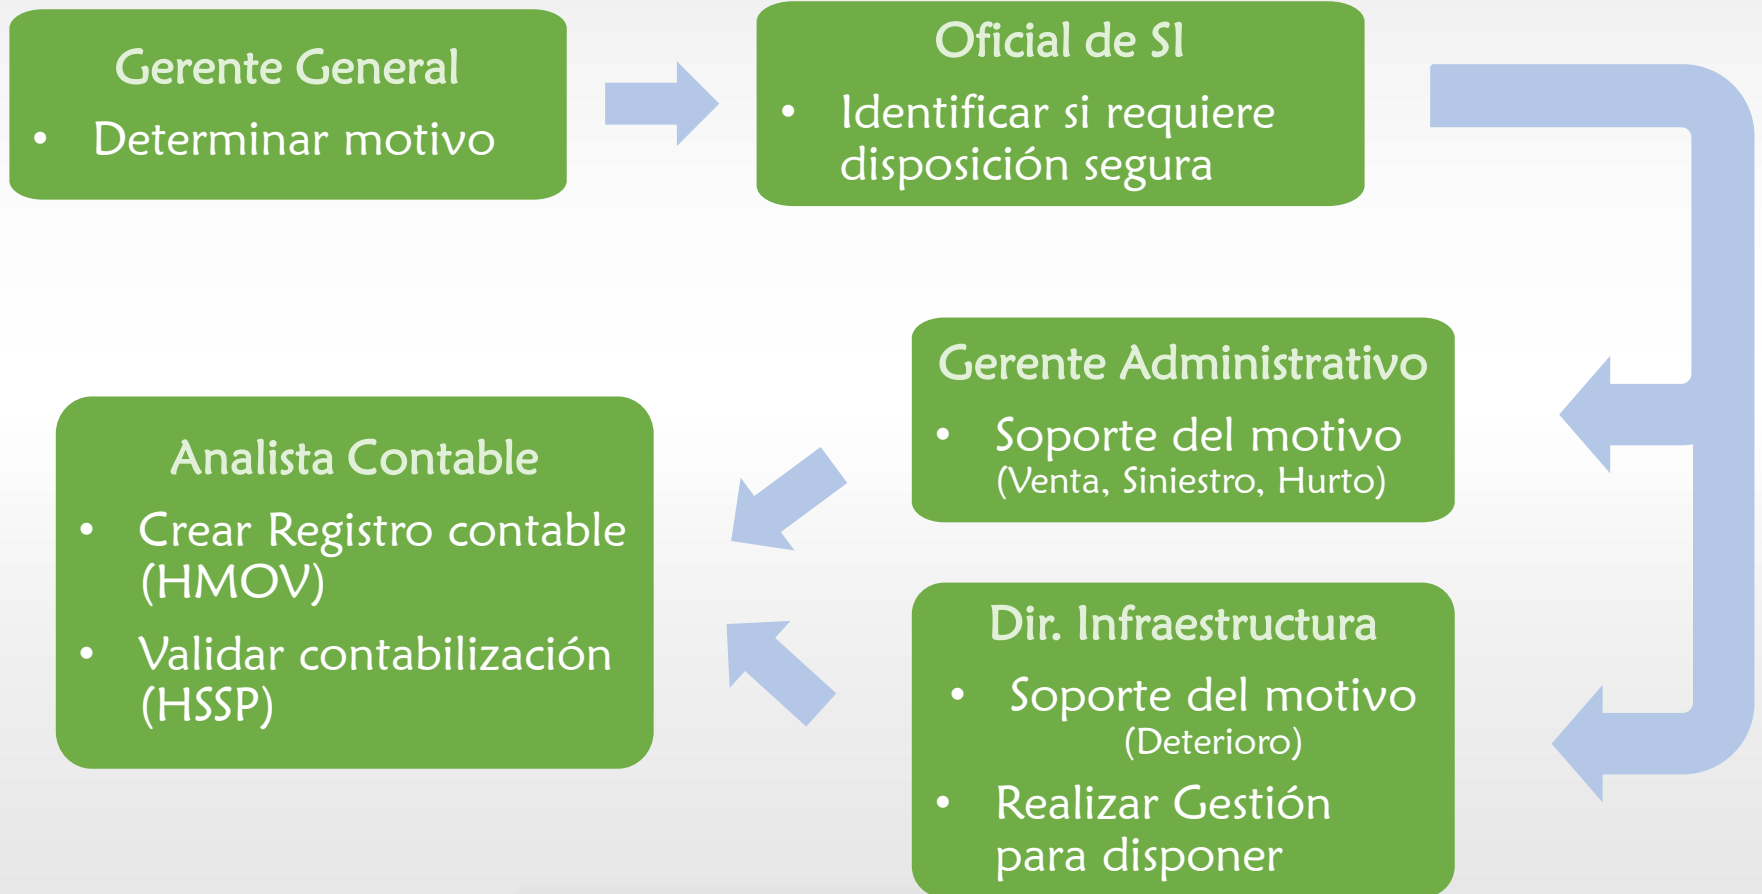 Gerente General
• Determinar motivo
Oficial de SI
• Identificar si requiere
disposición segura
Gerente Administrativo
• Soporte del motivo
(Venta, Siniestro, Hurto)
Dir. Infraestructura
• Soporte del motivo
(Deterioro)
• Realizar Gestión
para disponer
Analista Contable
• Crear Registro contable
(HMOV)
• Validar contabilización
(HSSP)